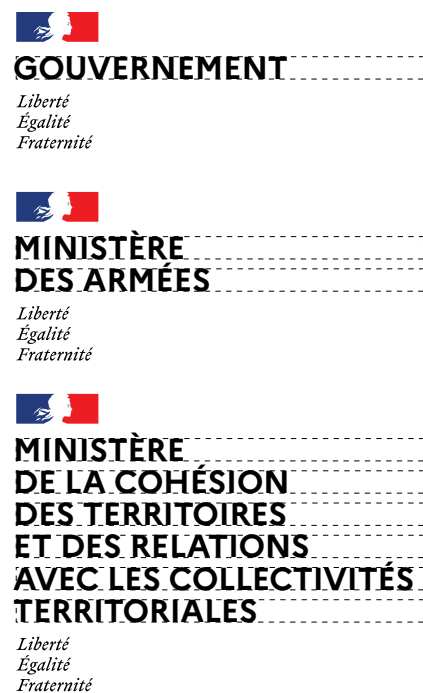 GOUVERNEMENT
Liberté
Égalité
Fraternité
MINISTÈRE
DES ARMÉES
Liberté
Égalité
Fraternité
MINISTÈRE
DE LA COHÉSION
DES TERRITOIRES
ET DES RELATIONS
AVEC LES COLLECTIVITÉS
TERRITORIALES
Liberté
Égalité
Fraternité